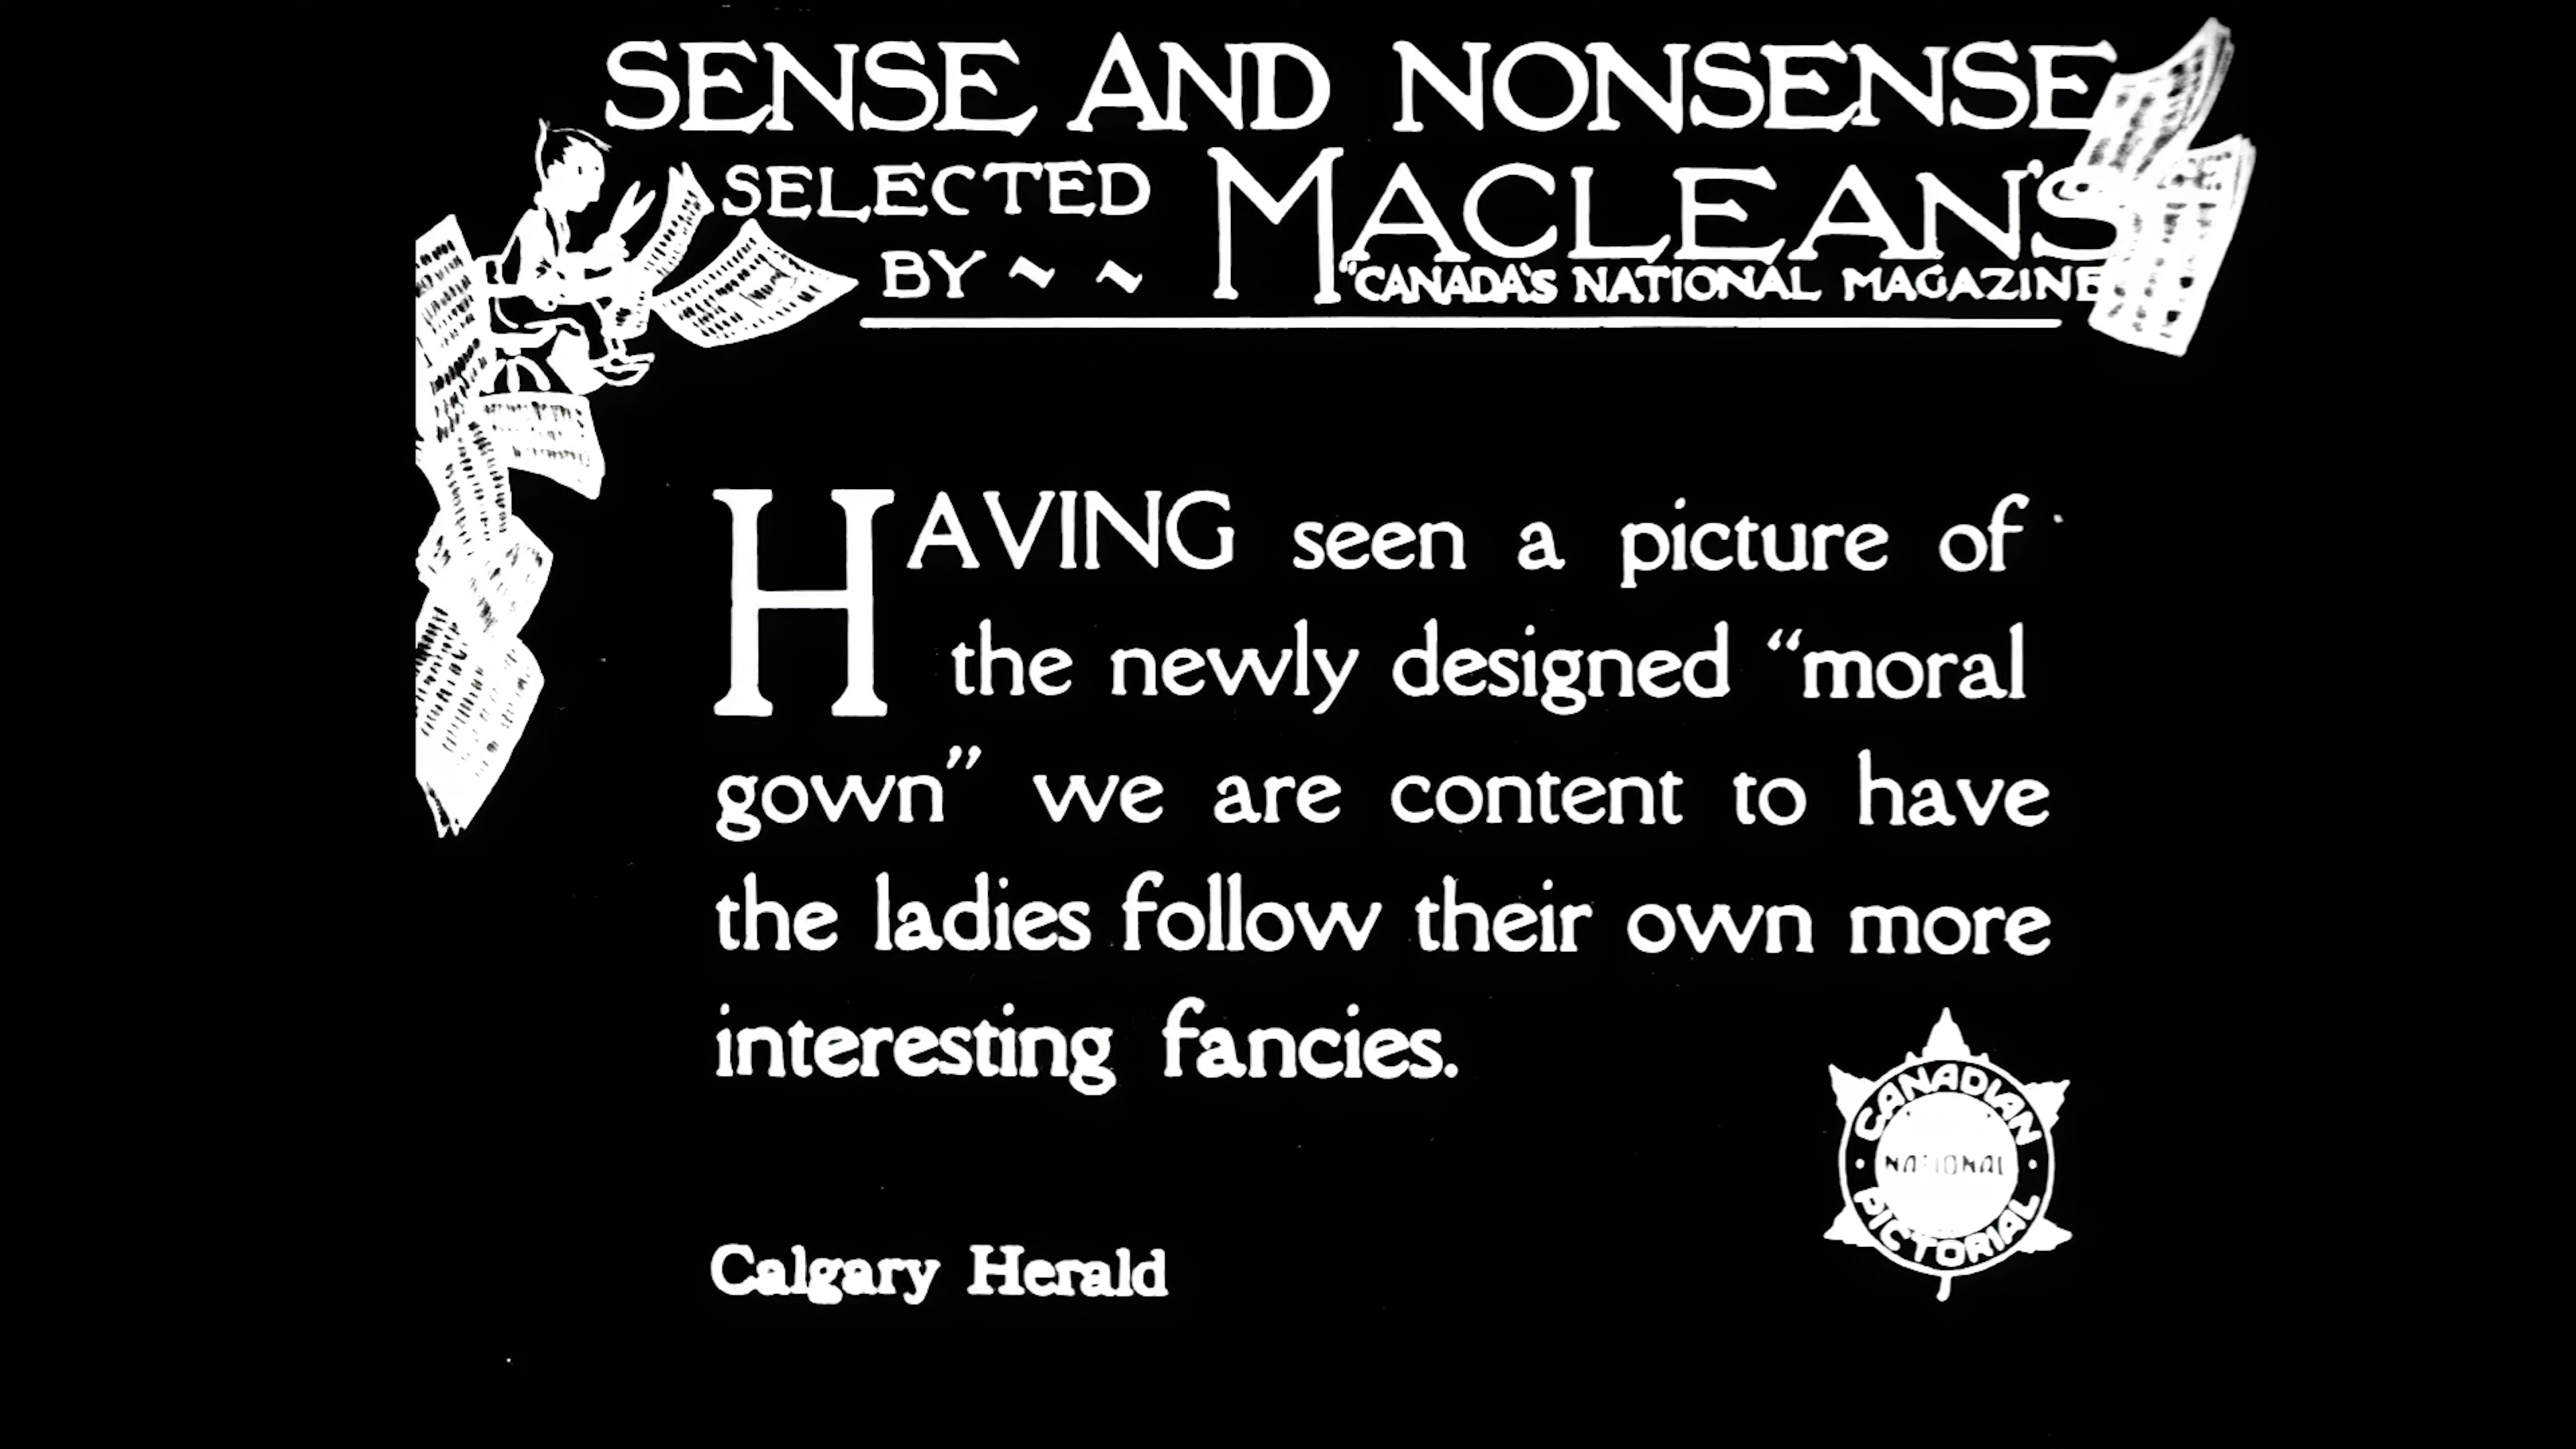 SENSE AND NONSENSE
SELECTED
BY ~ ~ MACLEAN'S
"CANADA'S NATIONAL MAGAZINE
HAVING seen a picture of
the newly designed “moral
gown” we are content to have
the ladies follow their own more
interesting fancies.
Calgary Herald
CANADIAN
NATIONAL
PICTORIAL